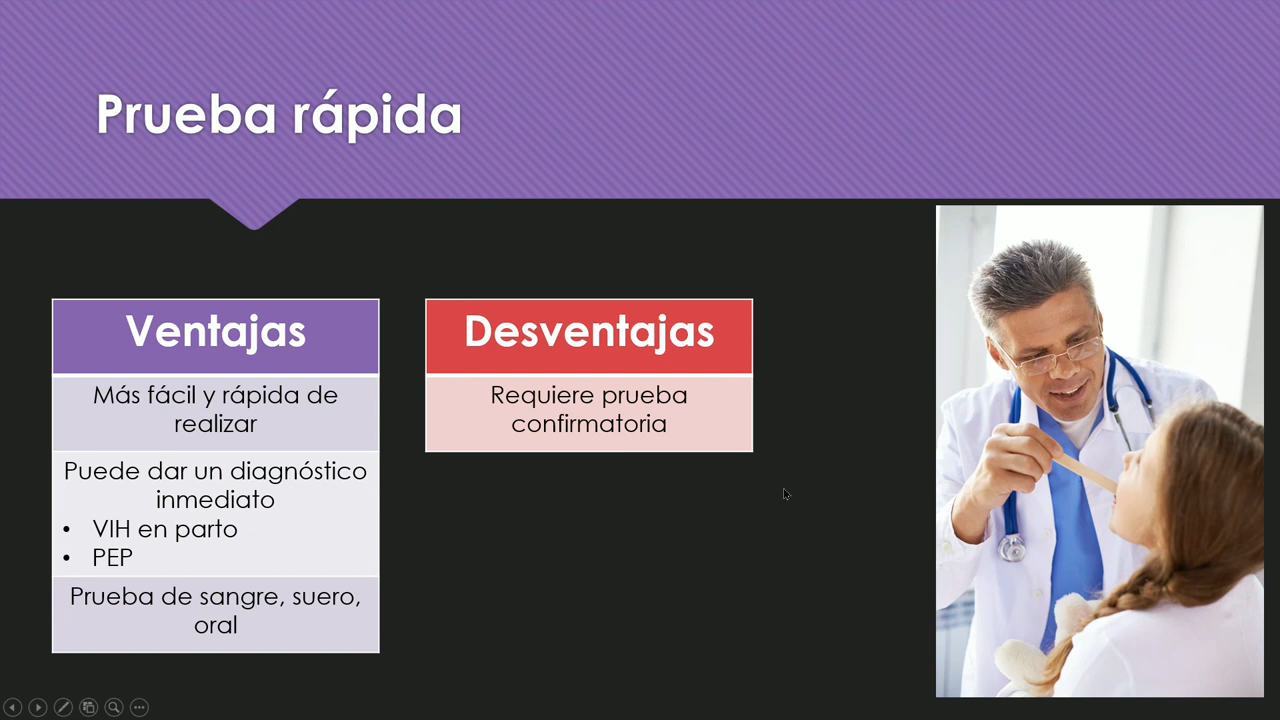 Prueba rápida
Ventajas
Más fácil y rápida de
realizar
Puede dar un diagnóstico
inmediato
• VIH en parto
• PEP
Prueba de sangre, suero,
oral
Desventajas
Requiere prueba
confirmatoria